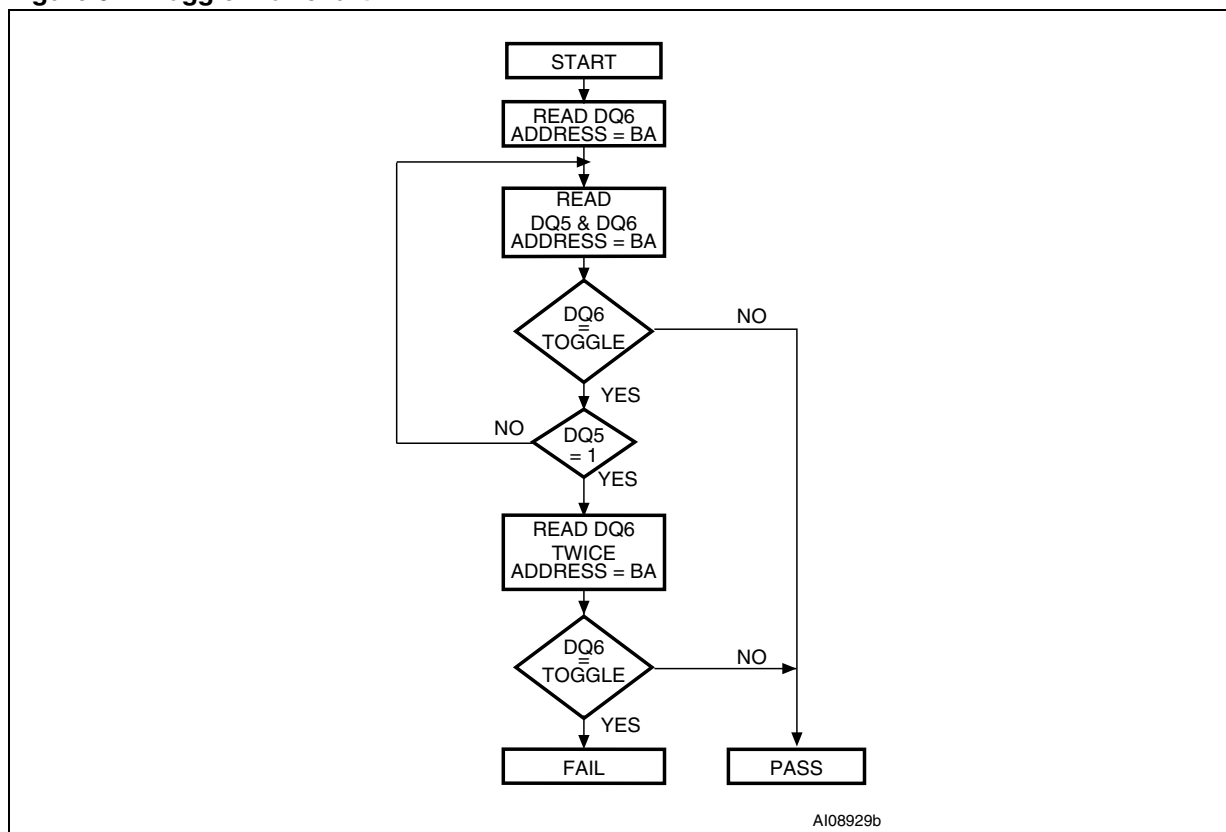 START
READ DQ6
ADDRESS = BA
READ
DQ5 & DQ6
ADDRESS = BA
DQ6
=
TOGGLE
NO
YES
NO
DQ5
= 1
YES
READ DQ6
TWICE
ADDRESS = BA
DQ6
=
TOGGLE
NO
YES
FAIL
PASS
AI08929b